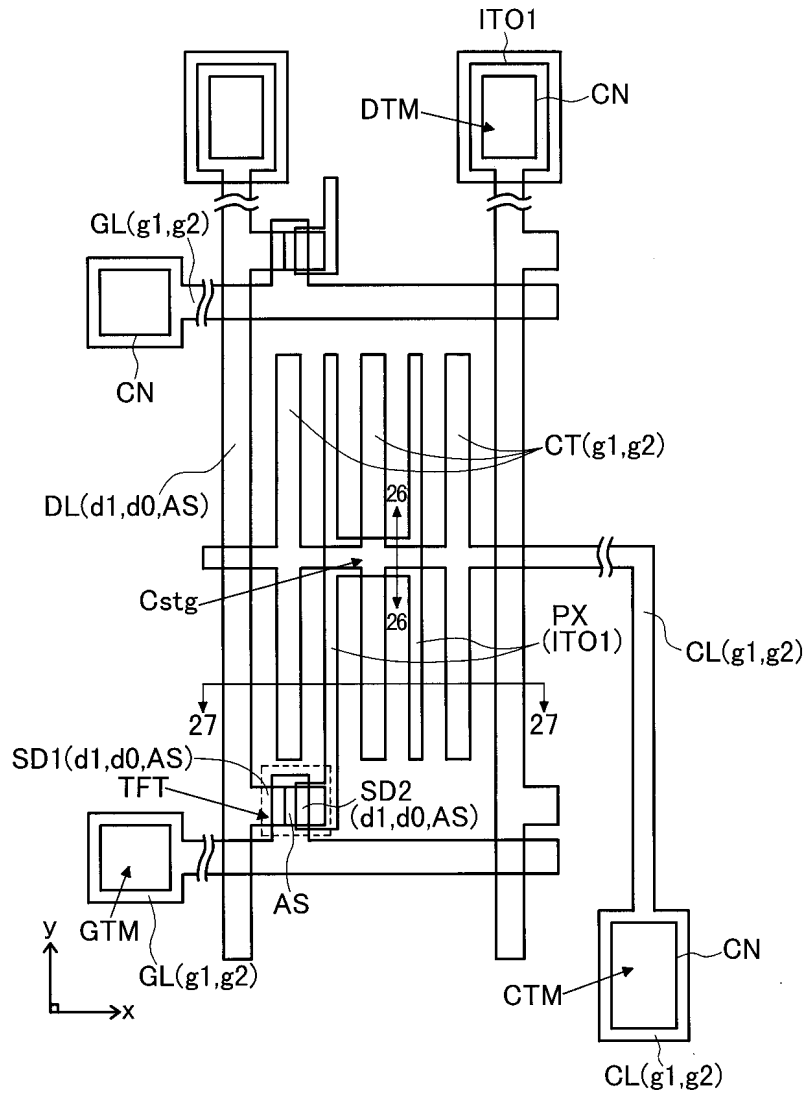 ITO1
CN
DTM
GL(g1,g2)
CN
CT(g1,g2)
DL(d1,d0,AS)
26
Cstg
26
PX
(ITO1)
CL(g1,g2)
27
27
SD1(d1,d0,AS)
TFT
SD2
(d1,d0,AS)
AS
GTM
GL(g1,g2)
y
x
CN
CTM
CL(g1,g2)